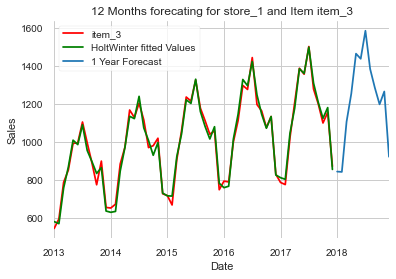 12 Months forecating for store_1 and Item item_3
item_3
HoltWinter fitted Values
1 Year Forecast
Sales
1600
1400
1200
1000
800
600
2013
2014
2015
2016
2017
2018
Date